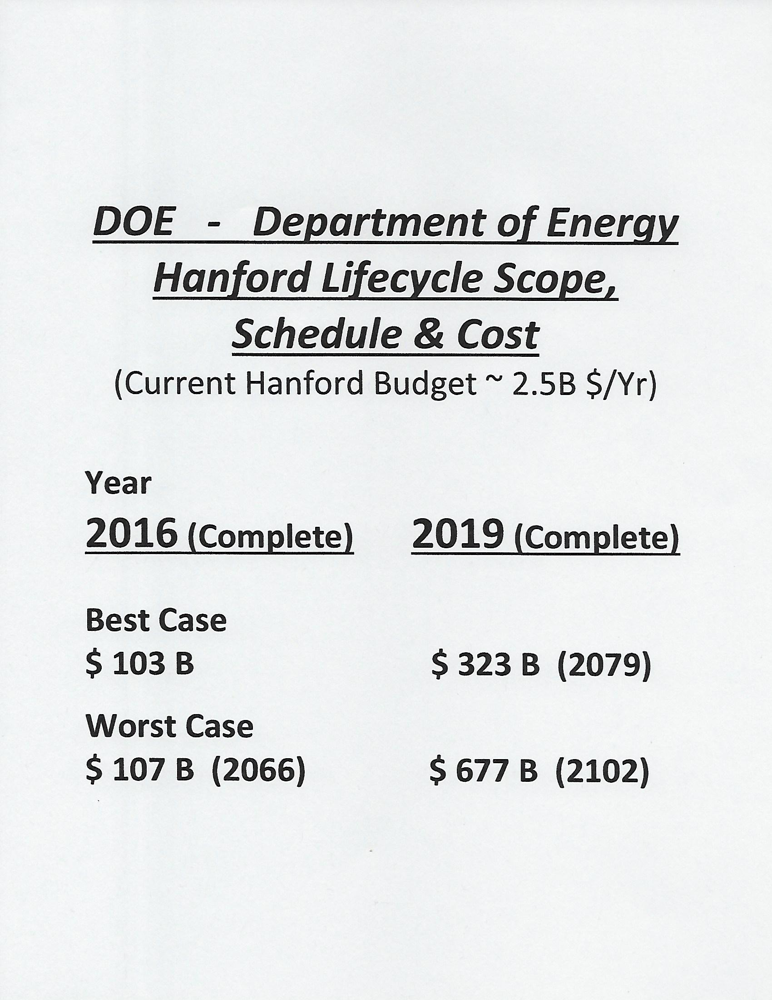 DOE - Department of Energy
Hanford Lifecycle Scope,
Schedule & Cost
(Current Hanford Budget ~ 2.5B $/Yr)
Year
2016 (Complete) 2019 (Complete)
Best Case
$ 103 B $ 323 B (2079)
Worst Case
$ 107 B (2066) $ 677 B (2102)